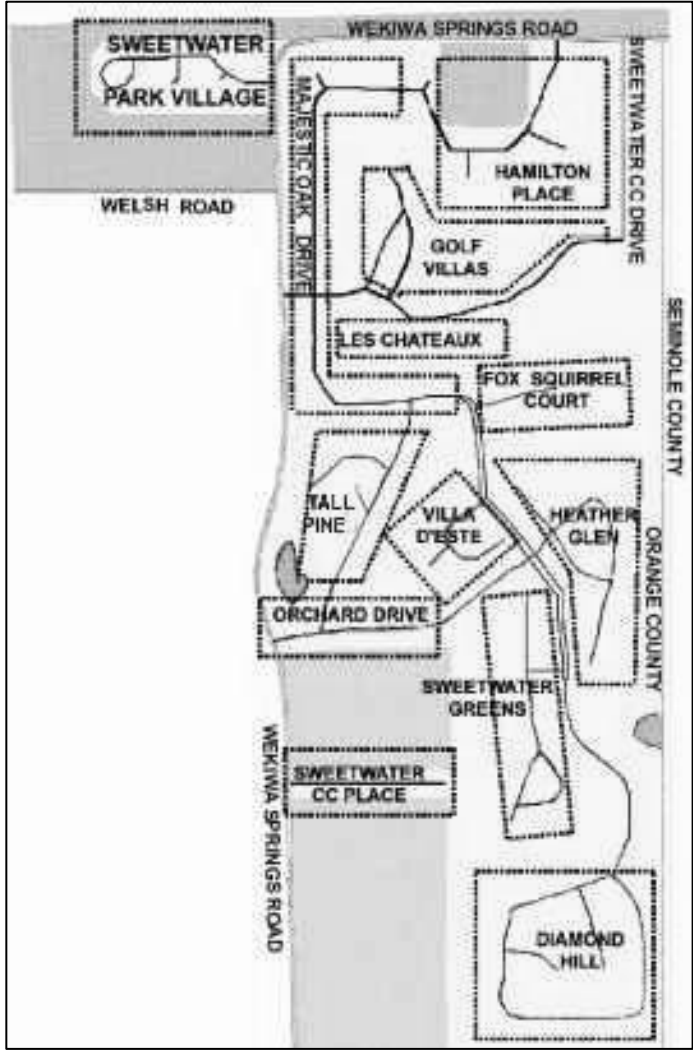 WEKIWA SPRINGS ROAD
SWEETWATER
PARK VILLAGE
MAJESTIC OAK DRIVE
SWEETWATER CC DRIVE
HAMILTON
PLACE
WELSH ROAD
GOLF
VILLAS
SEMINOLE COUNTY
LES CHATEAUX
FOX SQUIRREL
COURT
TALL
PINE
VILLA
D'ESTE
HEATHER
GLEN
ORANGE COUNTY
ORCHARD DRIVE
SWEETWATER
GREENS
WEKIWA SPRINGS ROAD
SWEETWATER
CC PLACE
DIAMOND
HILL